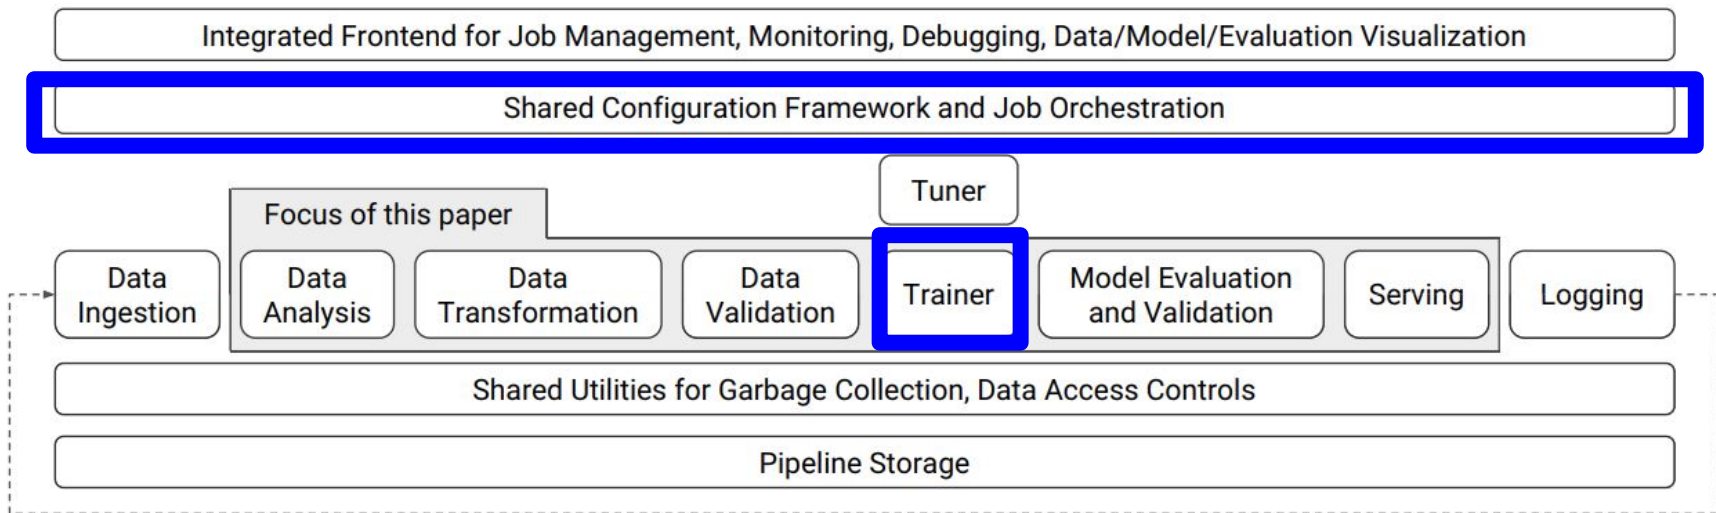 Integrated Frontend for Job Management, Monitoring, Debugging, Data/Model/Evaluation Visualization
Shared Configuration Framework and Job Orchestration
Tuner
Focus of this paper
Data
Ingestion
Data
Analysis
Data
Transformation
Data
Validation
Trainer
Model Evaluation
and Validation
Serving
Logging
Shared Utilities for Garbage Collection, Data Access Controls
Pipeline Storage